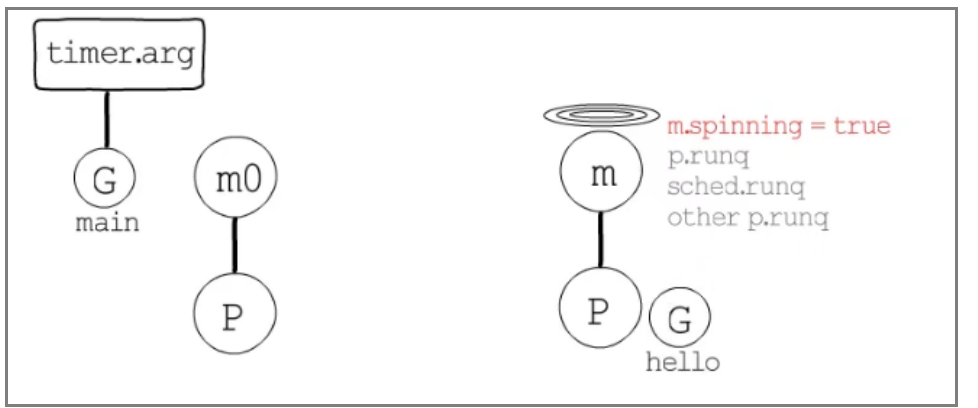 timer.arg
G
main
m0
P
m
m.spinning = true
p.runq
sched.runq
other p.runq
P
G
hello